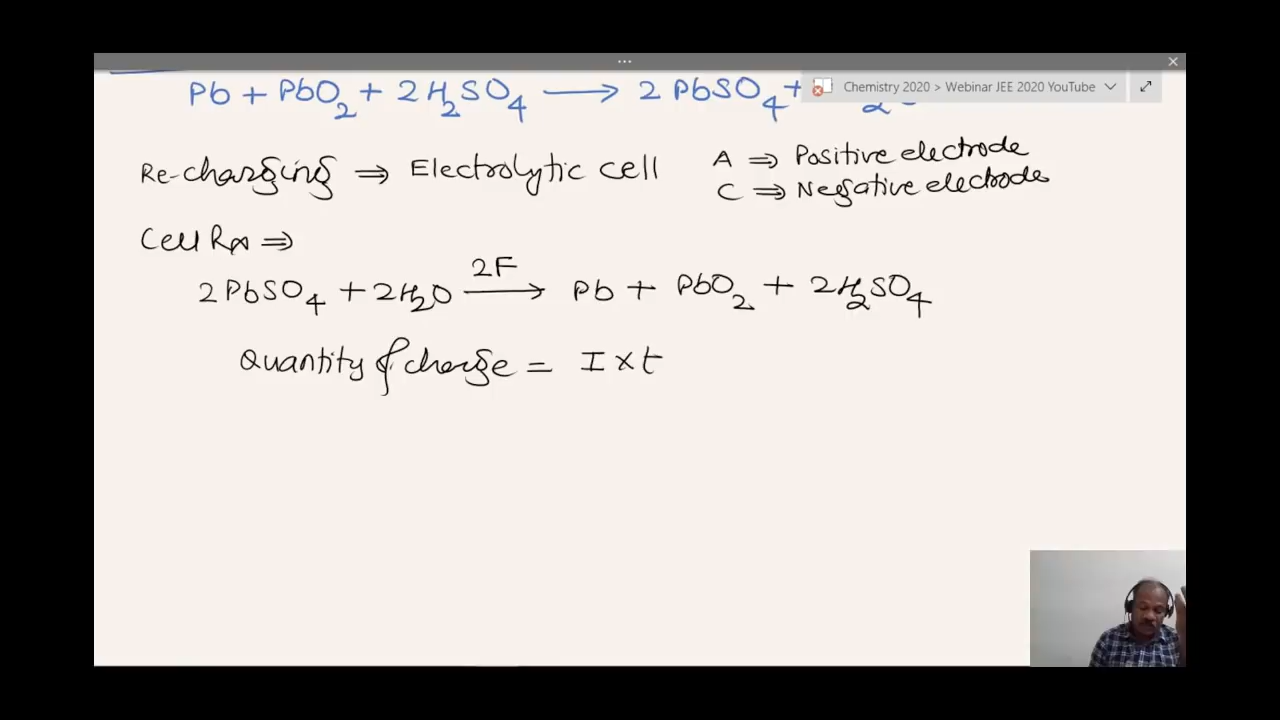 ...
Chemistry 2020 > Webinar JEE 2020 YouTube
Pb + PbO₂ + 2H₂SO₄ → 2PbSO₄ +
Re-charging ⇒ Electrolytic cell
A ⇒ Positive electrode
C ⇒ Negative electrode
Cell Rx ⇒
2PbSO₄ + 2H₂O 2F → Pb + PbO₂ + 2H₂SO₄
Quantity of charge = I × t